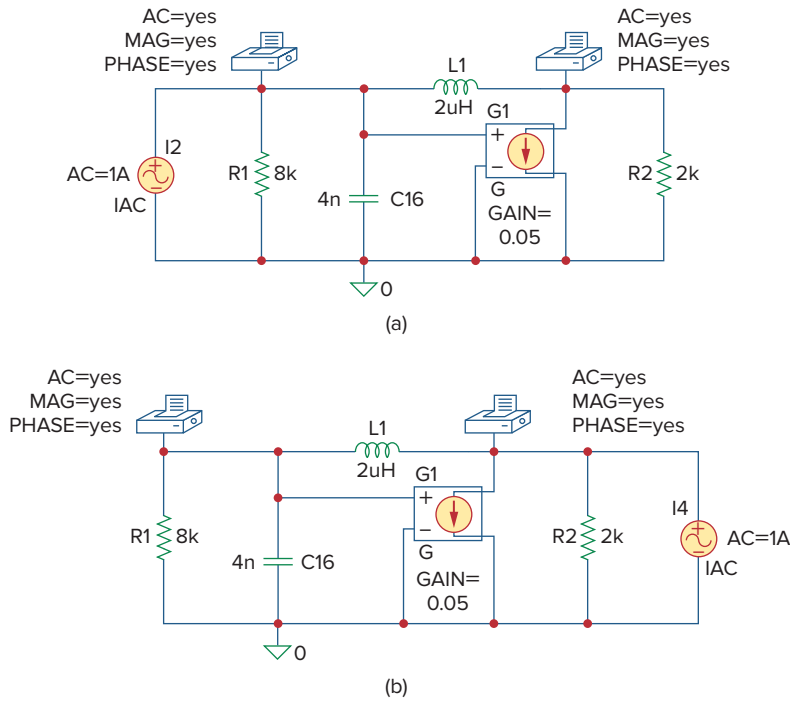 AC=yes
MAG=yes
PHASE=yes
AC=yes
MAG=yes
PHASE=yes
L1
2uH
G1
+
−
I2
AC=1A
IAC
R1
8k
4n
C16
G
GAIN=
0.05
R2
2k
0
(a)
AC=yes
MAG=yes
PHASE=yes
AC=yes
MAG=yes
PHASE=yes
L1
2uH
G1
+
−
R1
8k
4n
C16
G
GAIN=
0.05
R2
2k
I4
AC=1A
IAC
0
(b)